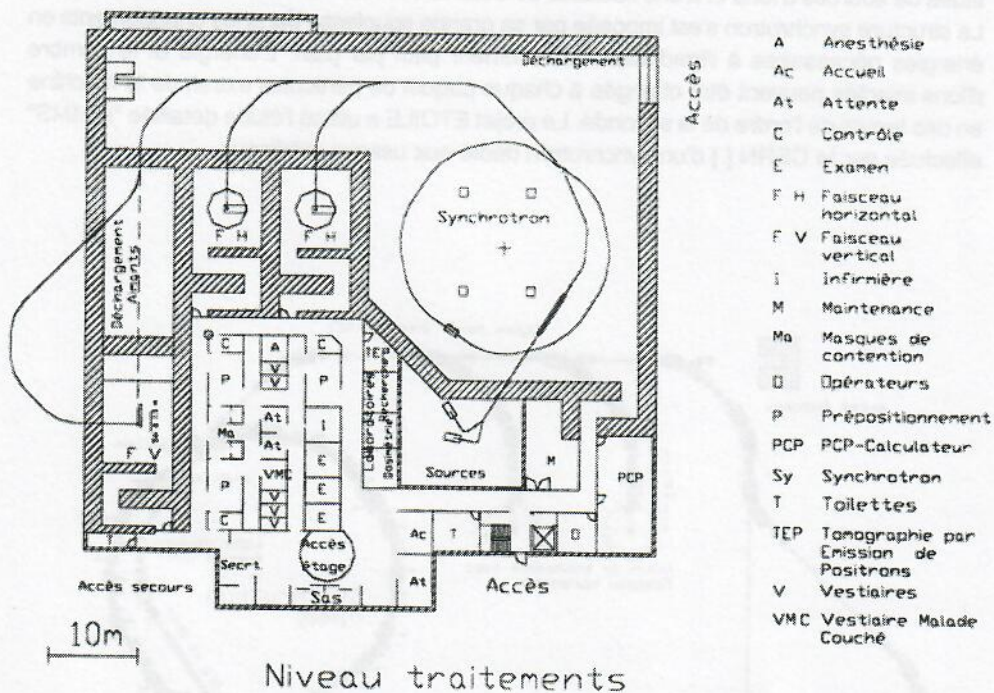 Déchargement
Accès
Synchrotron
F H
F H
Déchargement
Aimants
C
A
C
TEP
V
V
P
P
Laboratoire
Recherche
Dosimétrie
At
I
Ma
At
E
F V
VMC
Sources
M
PCP
P
V
E
V
C
V
E
Accès
étage
Ac
T
O
Secrt.
At
Sas
Accès secours
Accès
10m
Niveau traitements
A Anesthésie
Ac Accueil
At Attente
C Contrôle
E Examen
F H Faisceau
horizontal
F V Faisceau
vertical
I Infirmière
M Maintenance
Ma Masques de
contention
O Opérateurs
P Prépositionnement
PCP PCP-Calculateur
Sy Synchrotron
T Toilettes
TEP Tomographie par
Emission de
Positrons
V Vestiaires
VMC Vestiaire Malade
Couché